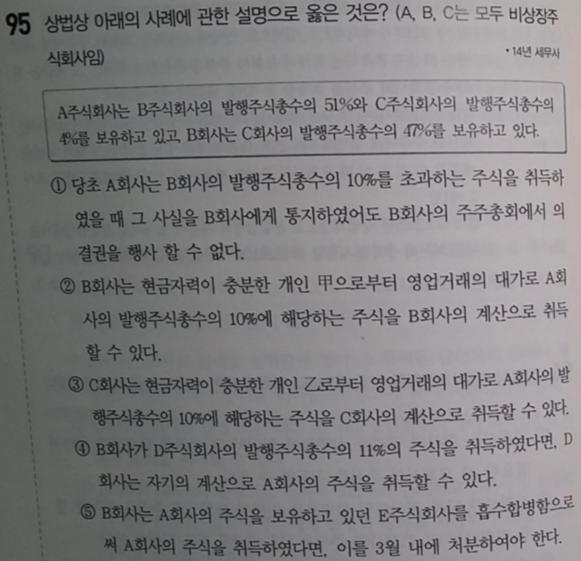 95 상법상 아래의 사례에 관한 설명으로 옳은 것은? (A, B, C는 모두 비상장주
식회사임)
• 14년 세무사
A주식회사는 B주식회사의 발행주식총수의 51%와 C주식회사의 발행주식총수의
4%를 보유하고 있고, B회사는 C회사의 발행주식총수의 47%를 보유하고 있다.
① 당초 A회사는 B회사의 발행주식총수의 10%를 초과하는 주식을 취득하
였을 때 그 사실을 B회사에게 통지하였어도 B회사의 주주총회에서 의
결권을 행사 할 수 없다.
② B회사는 현금자력이 충분한 개인 甲으로부터 영업거래의 대가로 A회
사의 발행주식총수의 10%에 해당하는 주식을 B회사의 계산으로 취득
할 수 있다.
③ C회사는 현금자력이 충분한 개인 乙로부터 영업거래의 대가로 A회사의 발
행주식총수의 10%에 해당하는 주식을 C회사의 계산으로 취득할 수 있다.
④ B회사가 D주식회사의 발행주식총수의 11%의 주식을 취득하였다면, D
회사는 자기의 계산으로 A회사의 주식을 취득할 수 있다.
⑤ B회사는 A회사의 주식을 보유하고 있던 E주식회사를 흡수합병함으로
써 A회사의 주식을 취득하였다면, 이를 3월 내에 처분하여야 한다.